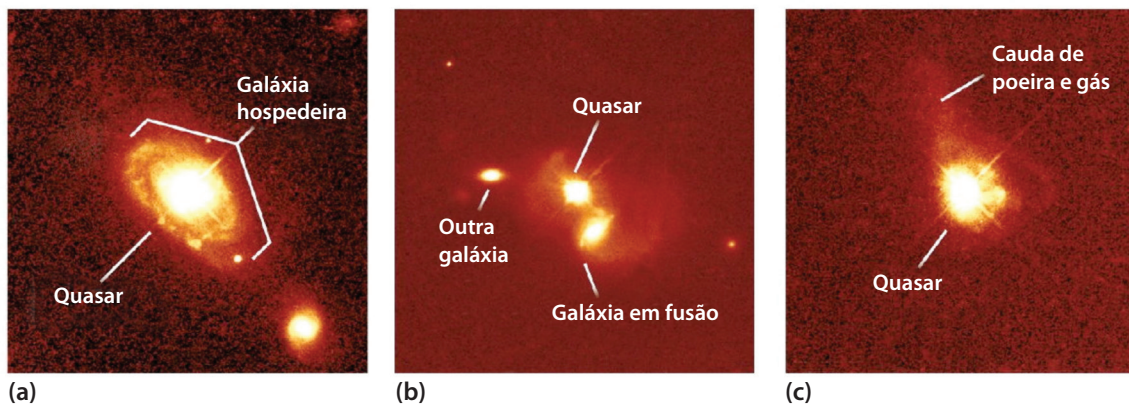 Galáxia
hospedeira
Quasar
(a)
Quasar
Outra
galáxia
Galáxia em fusão
(b)
Cauda de
poeira e gás
Quasar
(c)